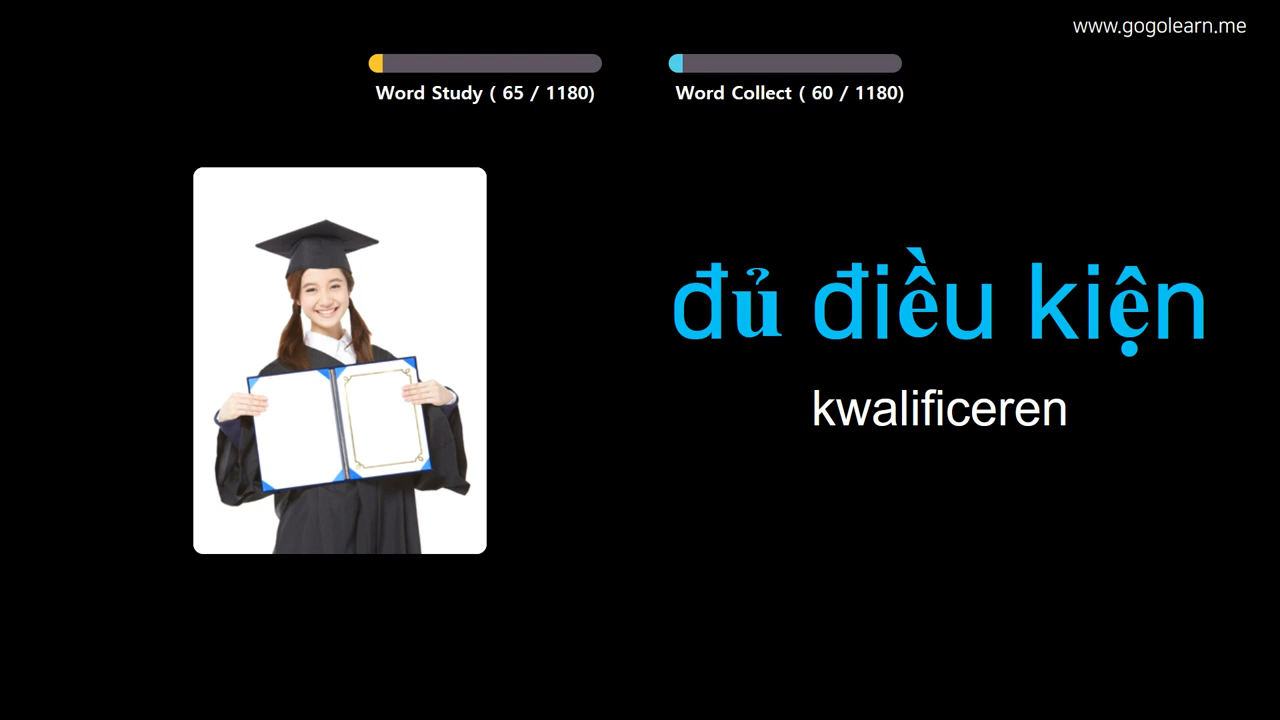 www.gogolearn.me
Word Study ( 65 / 1180)
Word Collect ( 60 / 1180)
đủ điều kiện
kwalificeren